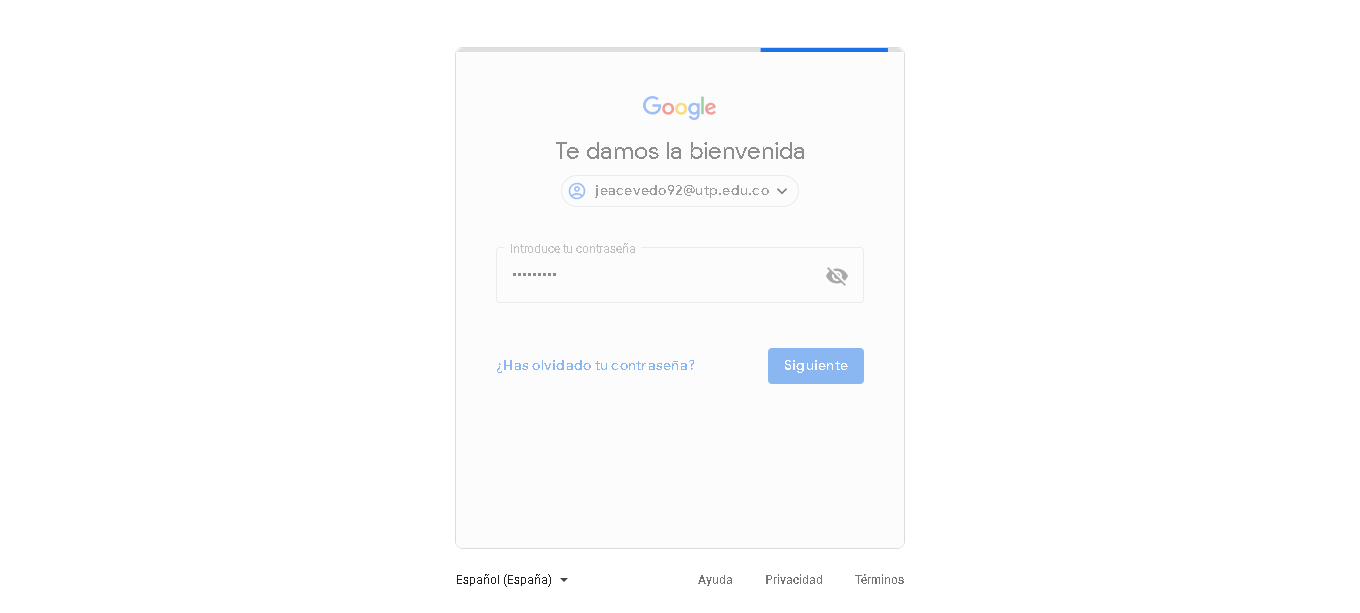 Google
Te damos la bienvenida
jeacevedo92@utp.edu.co
Introduce tu contraseña
•••••••••
¿Has olvidado tu contraseña?
Siguiente
Español (España)
Ayuda
Privacidad
Términos